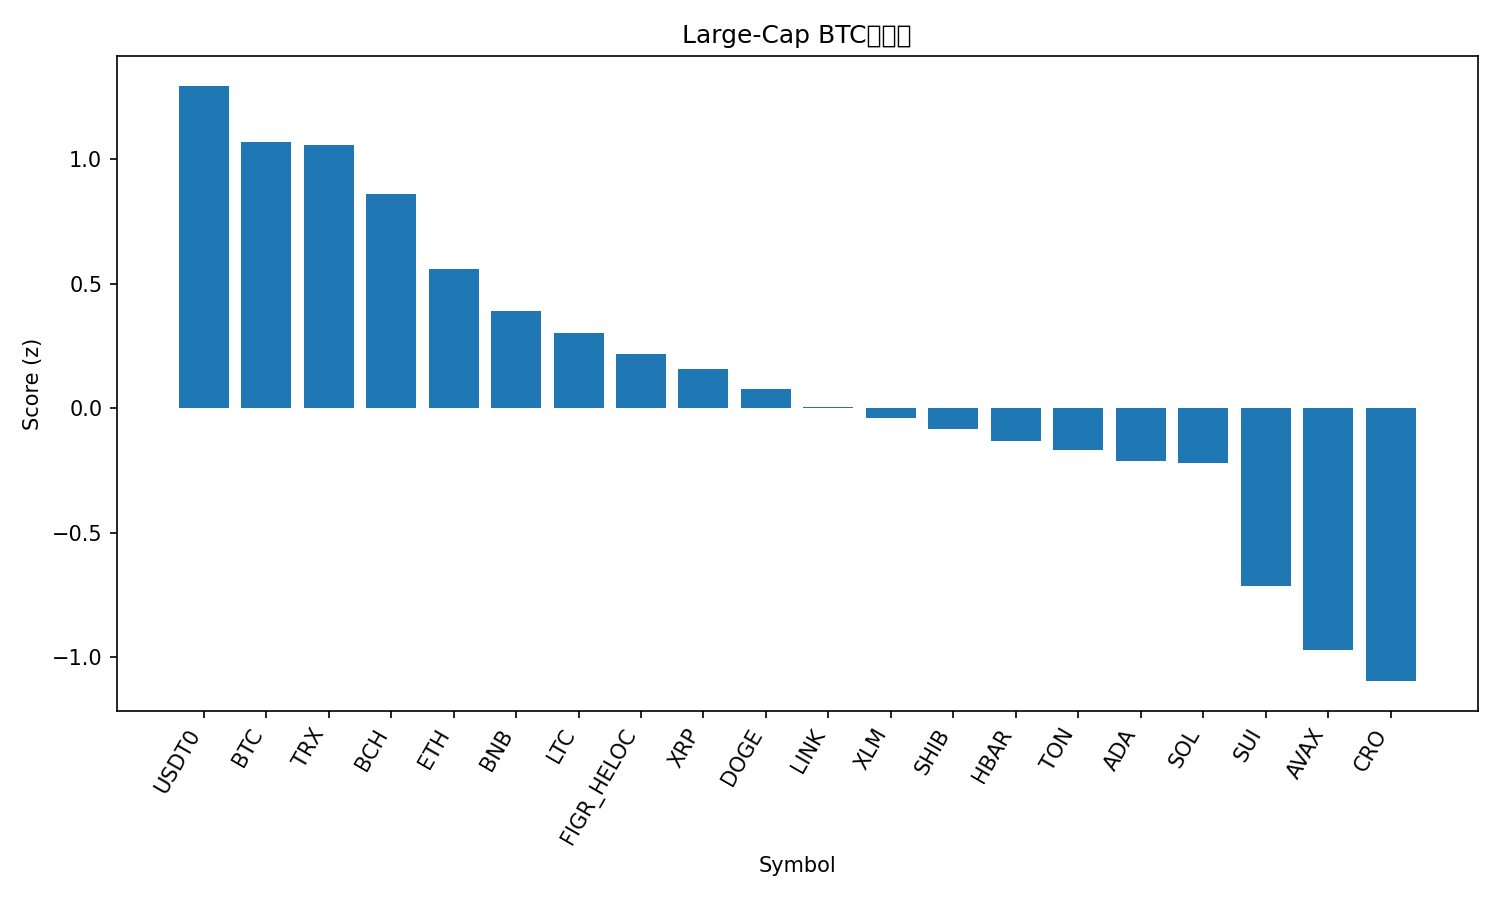 Large-Cap BTC
Score (z)
1.0
0.5
0.0
−0.5
−1.0
USDT0
BTC
TRX
BCH
ETH
BNB
LTC
FIGR_HELOC
XRP
DOGE
LINK
XLM
SHIB
HBAR
TON
ADA
SOL
SUI
AVAX
CRO
Symbol